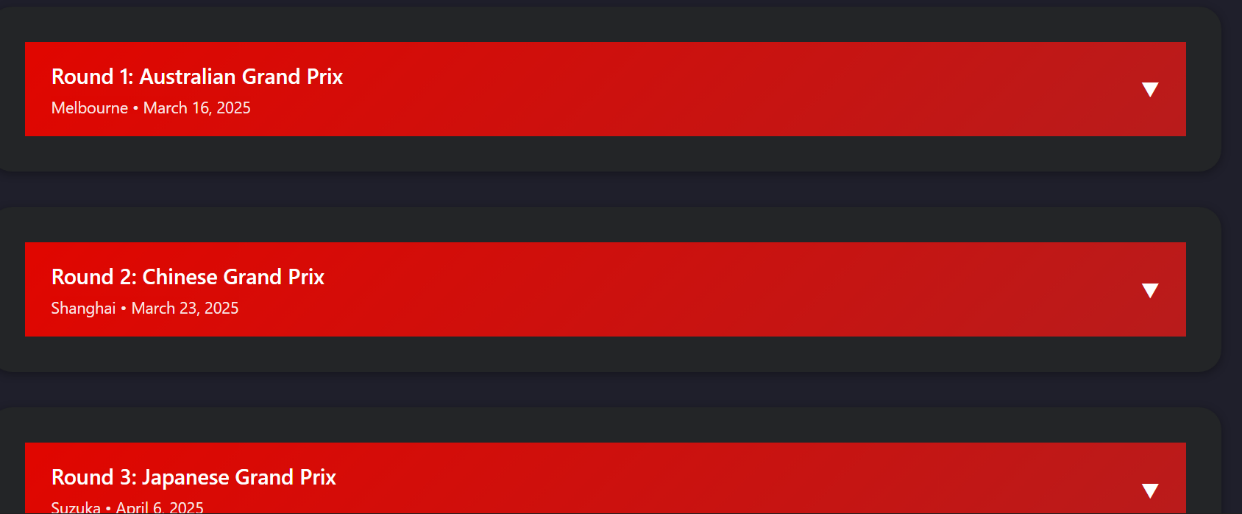 Round 1: Australian Grand Prix
Melbourne • March 16, 2025
▼
Round 2: Chinese Grand Prix
Shanghai • March 23, 2025
▼
Round 3: Japanese Grand Prix
Suzuka • April 6, 2025
▼